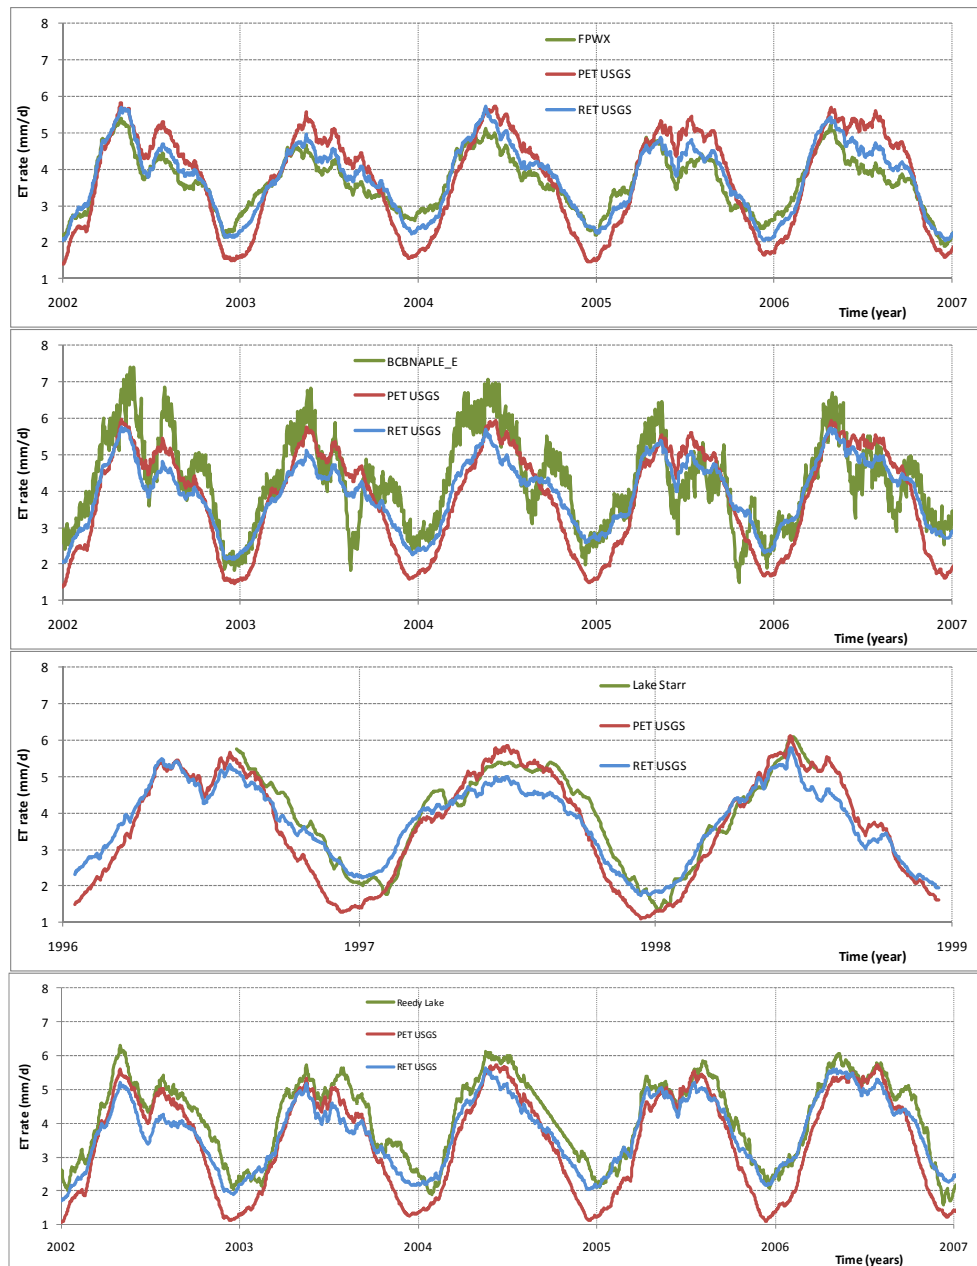 8
7
6
5
4
3
2
1
ET rate (mm/d)
FPWX
PET USGS
RET USGS
2002 2003 2004 2005 2006 2007
Time (year)
8
7
6
5
4
3
2
1
ET rate (mm/d)
BCBNAPLE_E
PET USGS
RET USGS
2002 2003 2004 2005 2006 2007
Time (years)
8
7
6
5
4
3
2
1
ET rate (mm/d)
Lake Starr
PET USGS
RET USGS
1996 1997 1998 1999
Time (year)
8
7
6
5
4
3
2
1
ET rate (mm/d)
Reedy Lake
PET USGS
RET USGS
2002 2003 2004 2005 2006 2007
Time (years)